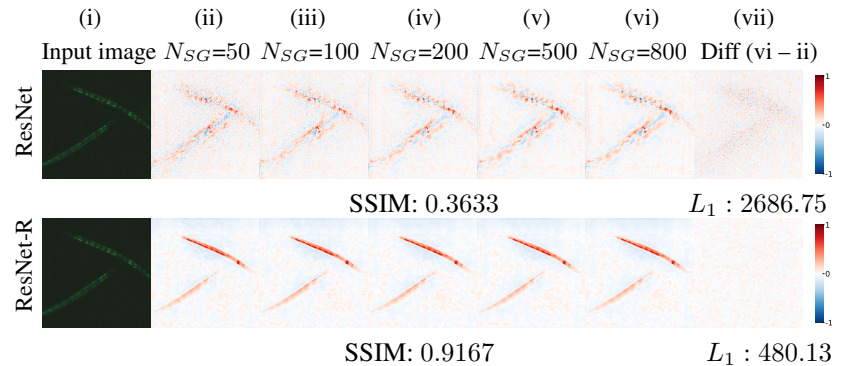 (i) (ii) (iii) (iv) (v) (vi) (vii)
Input image N_SG=50 N_SG=100 N_SG=200 N_SG=500 N_SG=800 Diff (vi – ii)
ResNet
1
0
-1
SSIM: 0.3633 L_1 : 2686.75
ResNet-R
1
0
-1
SSIM: 0.9167 L_1 : 480.13